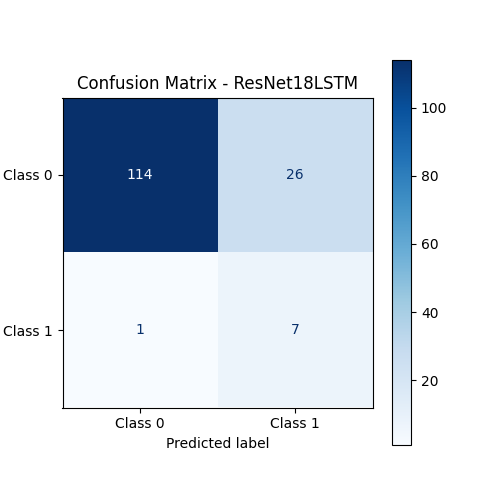 Confusion Matrix - ResNet18LSTM
Class 0
114
26
Class 1
1
7
Class 0
Class 1
Predicted label
100
80
60
40
20